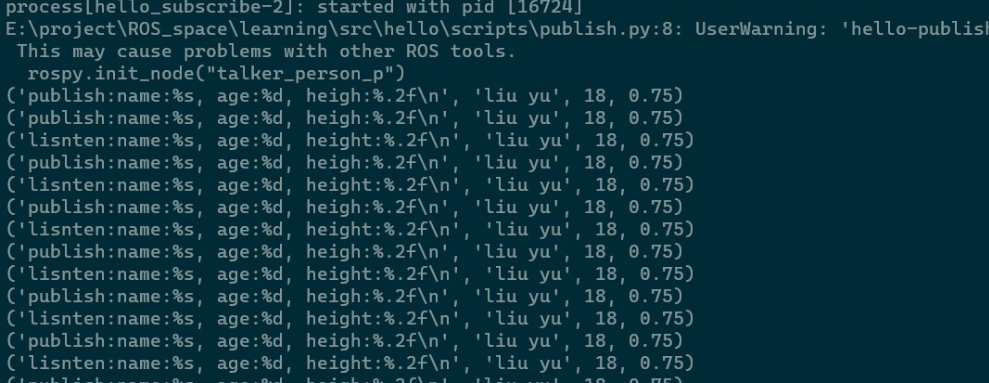 process[hello_subscribe-2]: started with pid [16724]
E:\project\ROS_space\learning\src\hello\scripts\publish.py:8: UserWarning: 'hello-publish
This may cause problems with other ROS tools.
rospy.init_node("talker_person_p")
('publish:name:%s, age:%d, heigh:%.2f\n', 'liu yu', 18, 0.75)
('publish:name:%s, age:%d, heigh:%.2f\n', 'liu yu', 18, 0.75)
('lisnten:name:%s, age:%d, height:%.2f\n', 'liu yu', 18, 0.75)
('publish:name:%s, age:%d, heigh:%.2f\n', 'liu yu', 18, 0.75)
('lisnten:name:%s, age:%d, height:%.2f\n', 'liu yu', 18, 0.75)
('publish:name:%s, age:%d, heigh:%.2f\n', 'liu yu', 18, 0.75)
('lisnten:name:%s, age:%d, height:%.2f\n', 'liu yu', 18, 0.75)
('publish:name:%s, age:%d, heigh:%.2f\n', 'liu yu', 18, 0.75)
('lisnten:name:%s, age:%d, height:%.2f\n', 'liu yu', 18, 0.75)
('publish:name:%s, age:%d, heigh:%.2f\n', 'liu yu', 18, 0.75)
('lisnten:name:%s, age:%d, height:%.2f\n', 'liu yu', 18, 0.75)
('publish:name:%s, age:%d, heigh:%.2f\n', 'liu yu', 18, 0.75)
('lisnten:name:%s, age:%d, height:%.2f\n', 'liu yu', 18, 0.75)